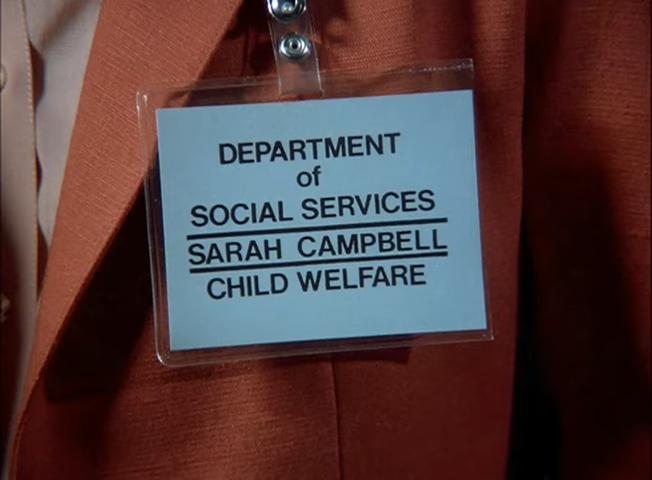 DEPARTMENT
of
SOCIAL SERVICES
SARAH CAMPBELL
CHILD WELFARE